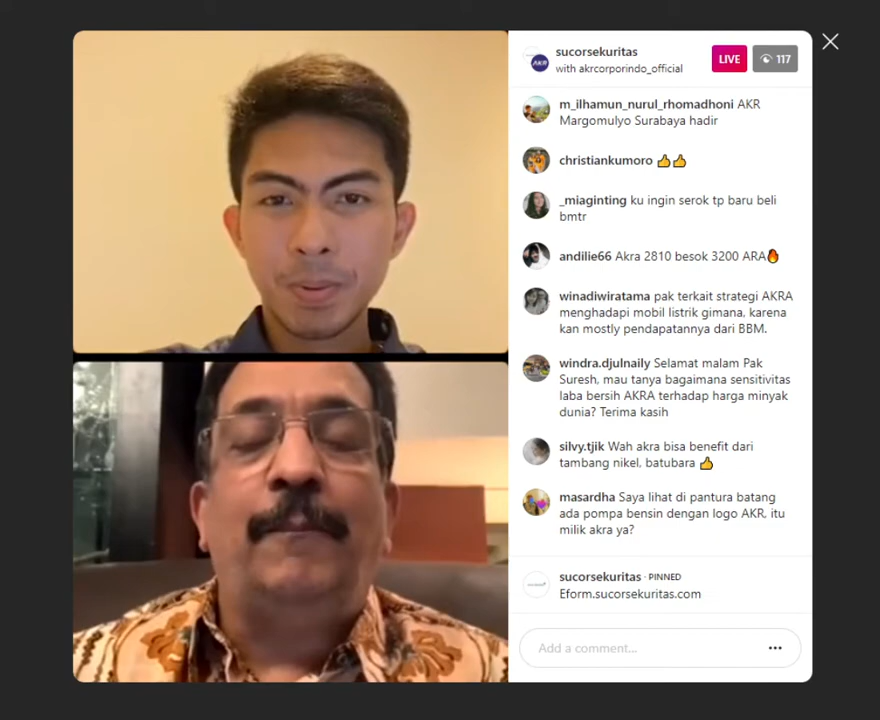 sucorsekuritas
with akrcorporindo_official
LIVE
117
AKR
m_ilhamun_nurul_rhomadhoni AKR
Margomulyo Surabaya hadir
christiankumoro 👍👍
_miaginting ku ingin serok tp baru beli
bmtr
andilie66 Akra 2810 besok 3200 ARA🔥
winadiwiratama pak terkait strategi AKRA
menghadapi mobil listrik gimana, karena
kan mostly pendapatannya dari BBM.
windra.djulnaily Selamat malam Pak
Suresh, mau tanya bagaimana sensitivitas
laba bersih AKRA terhadap harga minyak
dunia? Terima kasih
silvy.tjik Wah akra bisa benefit dari
tambang nikel, batubara 👍
masardha Saya lihat di pantura batang
ada pompa bensin dengan logo AKR, itu
milik akra ya?
sucorsekuritas · PINNED
Eform.sucorsekuritas.com
Add a comment...